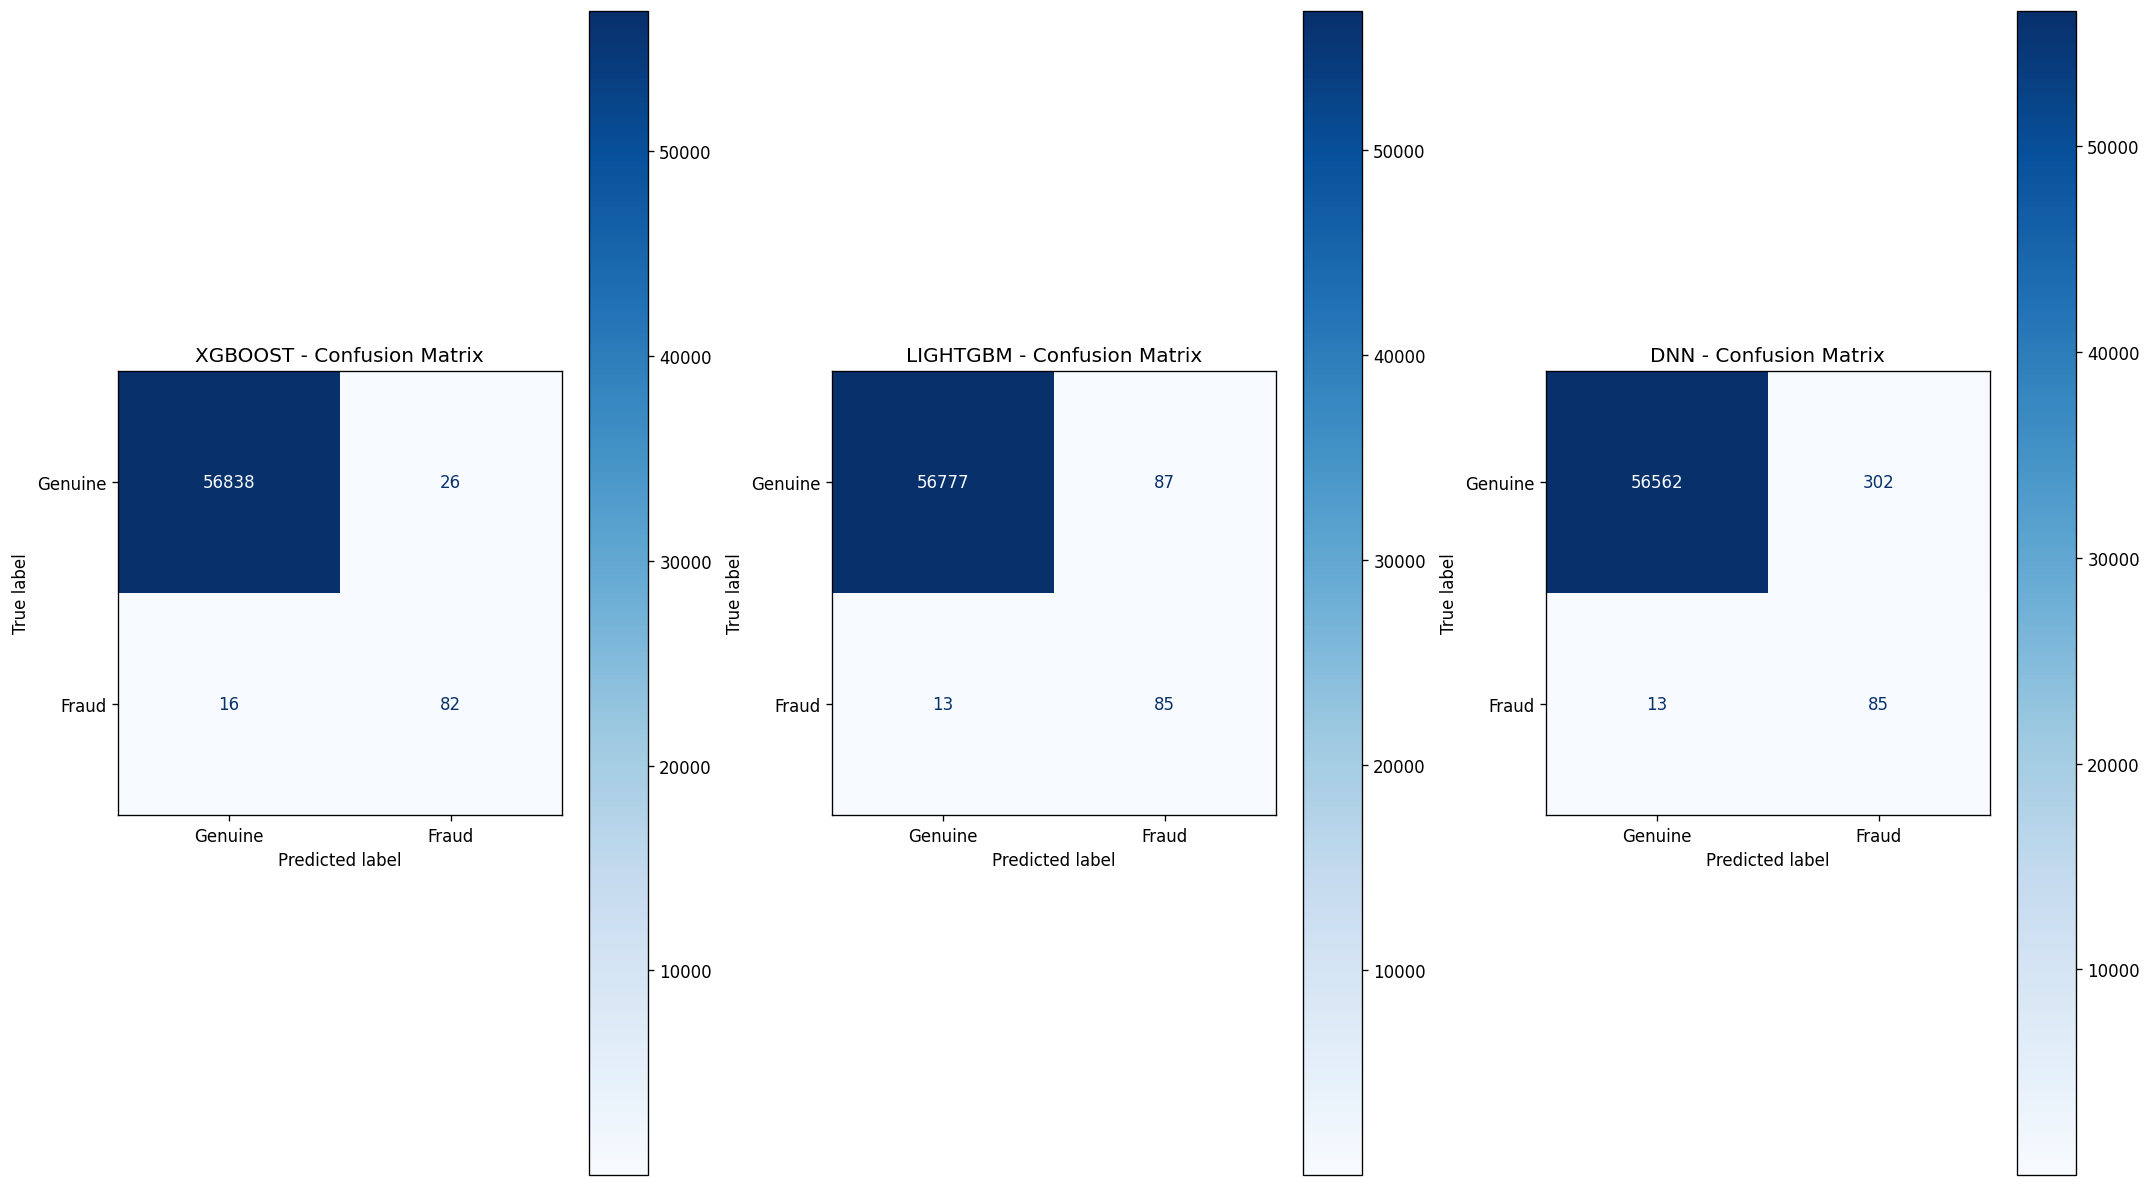 XGBOOST - Confusion Matrix
True label
Genuine
56838
26
Fraud
16
82
Genuine
Fraud
Predicted label
50000
40000
30000
20000
10000
LIGHTGBM - Confusion Matrix
True label
Genuine
56777
87
Fraud
13
85
Genuine
Fraud
Predicted label
50000
40000
30000
20000
10000
DNN - Confusion Matrix
True label
Genuine
56562
302
Fraud
13
85
Genuine
Fraud
Predicted label
50000
40000
30000
20000
10000